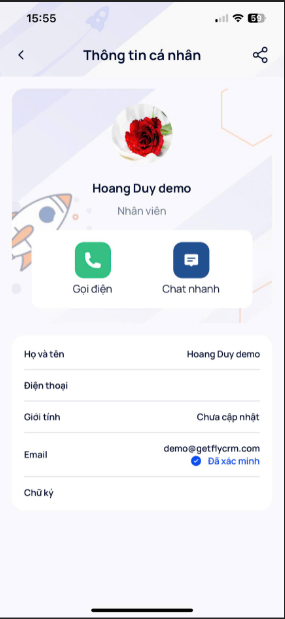 15:55
59
Thông tin cá nhân
Hoang Duy demo
Nhân viên
Gọi điện
Chat nhanh
Họ và tên
Hoang Duy demo
Điện thoại
Giới tính
Chưa cập nhật
Email
demo@getflycrm.com
Đã xác minh
Chữ ký